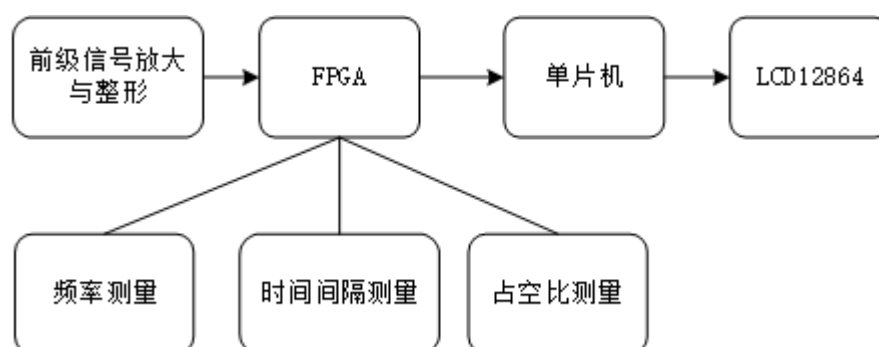 前级信号放大
与整形
FPGA
单片机
LCD12864
频率测量
时间间隔测量
占空比测量